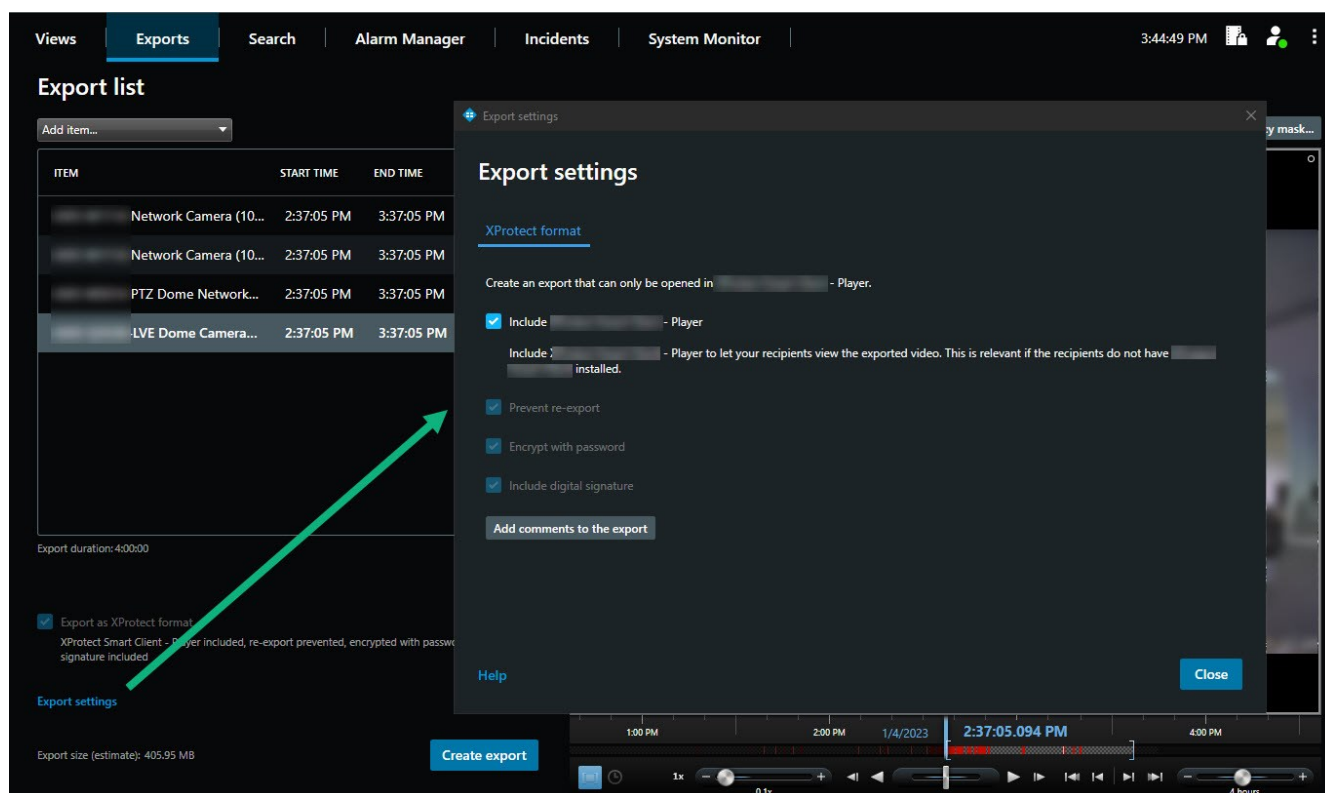 Views Exports Search Alarm Manager Incidents System Monitor 3:44:49 PM
Export list
Add item...
ITEM START TIME END TIME
Network Camera (10... 2:37:05 PM 3:37:05 PM
Network Camera (10... 2:37:05 PM 3:37:05 PM
PTZ Dome Network... 2:37:05 PM 3:37:05 PM
-LVE Dome Camera... 2:37:05 PM 3:37:05 PM
Export duration: 4:00:00
Export as XProtect format
XProtect Smart Client - Player included, re-export prevented, encrypted with
signature included
Export settings
Export size (estimate): 405.95 MB
Create export
Export settings
mask...
Export settings
XProtect format
Create an export that can only be opened in - Player.
Include - Player
Include - Player to let your recipients view the exported video. This is relevant if the recipients do not have
installed.
Prevent re-export
Encrypt with password
Include digital signature
Add comments to the export
Help
Close
1:00 PM 2:00 PM 1/4/2023 2:37:05.094 PM 4:00 PM
1x
0.1x
4 hours